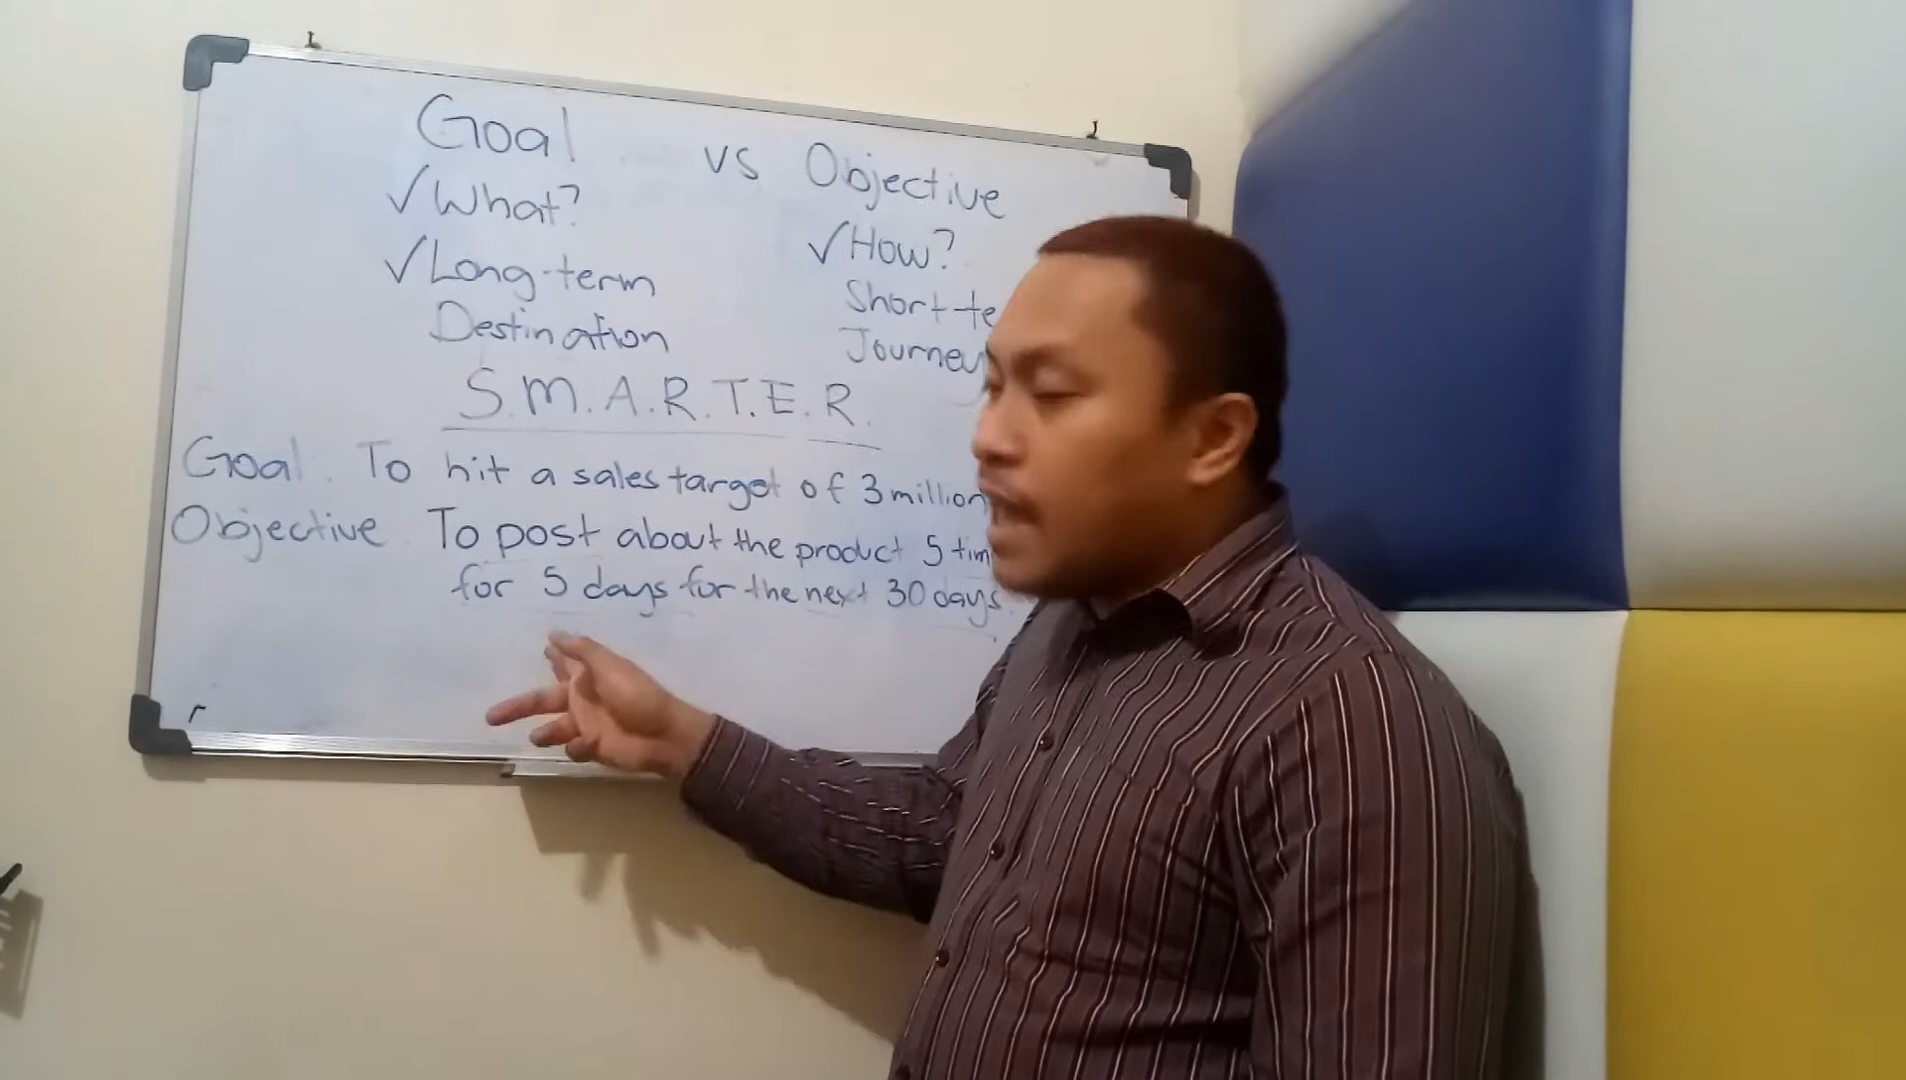 Goal vs Objective
✓What? ✓How?
✓Long-term Short-te
Destination Journey
S.M.A.R.T.E.R.
Goal. To hit a sales target of 3 million
Objective To post about the product 5 tim
for 5 days for the next 30 days.